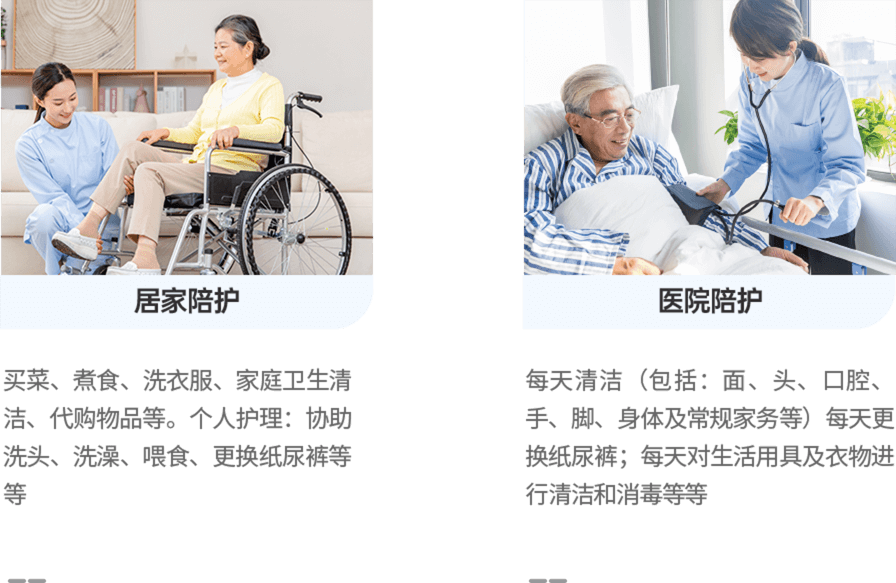 居家陪护
买菜、煮食、洗衣服、家庭卫生清
洁、代购物品等。个人护理：协助
洗头、洗澡、喂食、更换纸尿裤等
等
医院陪护
每天清洁（包括：面、头、口腔、
手、脚、身体及常规家务等）每天更
换纸尿裤；每天对生活用具及衣物进
行清洁和消毒等等